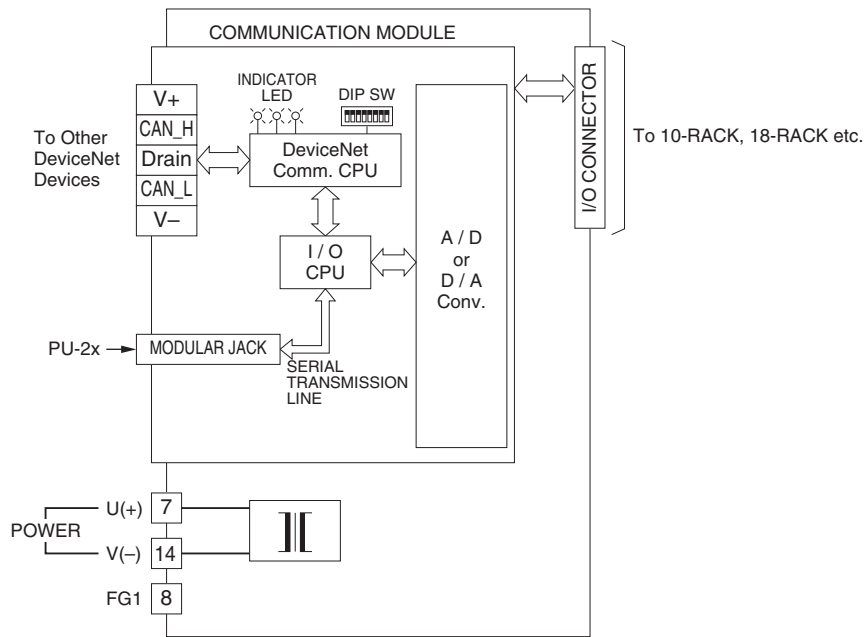 COMMUNICATION MODULE
INDICATOR
LED
DIP SW
V+
CAN_H
Drain
CAN_L
V–
To Other
DeviceNet
Devices
DeviceNet
Comm. CPU
I / O
CPU
A / D
or
D / A
Conv.
I/O CONNECTOR
To 10-RACK, 18-RACK etc.
PU-2x
MODULAR JACK
SERIAL
TRANSMISSION
LINE
POWER
U(+)
7
V(–)
14
FG1
8